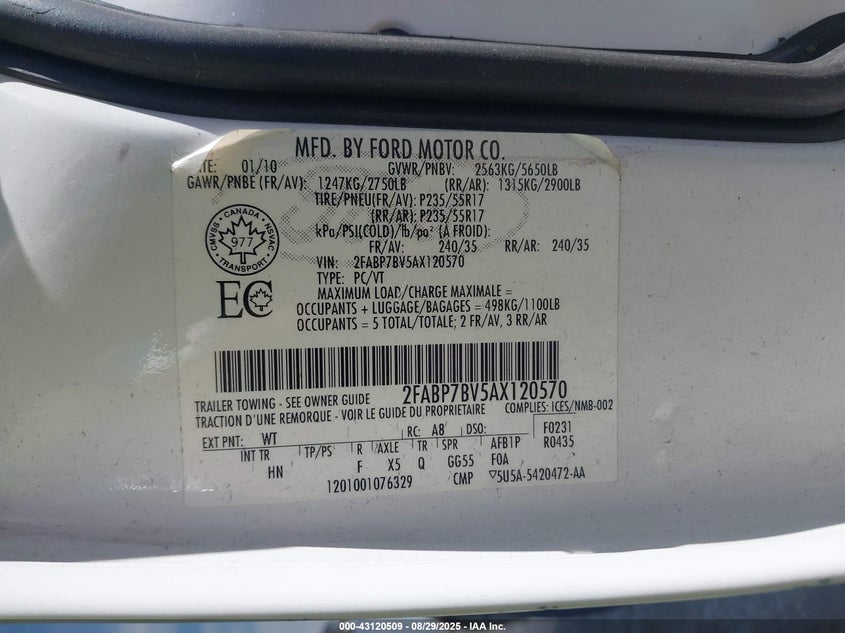 MFD. BY FORD MOTOR CO.
01/10 GVWR/PNBV: 2563KG/5650LB
GAWR/PNBE (FR/AV): 1247KG/2750LB (RR/AR): 1315KG/2900LB
TIRE/PNEU(FR/AV): P235/55R17
(RR/AR): P235/55R17
kPa/PSI(COLD)/lb/po² (A FROID):
FR/AV: 240/35 RR/AR: 240/35
CMVSS · CANADA · NSVAC
977
TRANSPORT
VIN: 2FABP7BV5AX120570
TYPE: PC/VT
EC
MAXIMUM LOAD/CHARGE MAXIMALE =
OCCUPANTS + LUGGAGE/BAGAGES = 498KG/1100LB
OCCUPANTS = 5 TOTAL/TOTALE; 2 FR/AV, 3 RR/AR
2FABP7BV5AX120570
TRAILER TOWING - SEE OWNER GUIDE COMPLIES: ICES/NMB-002
TRACTION D'UNE REMORQUE - VOIR LE GUIDE DU PROPRIETAIRE
EXT PNT: WT RC: A8 DSO: F0231
INT TR TP/PS R AXLE TR SPR AFB1P R0435
HN F X5 Q GG55 F0A
1201001076329 CMP ▽5U5A-5420472-AA
000-43120509 - 08/29/2025 - IAA Inc.